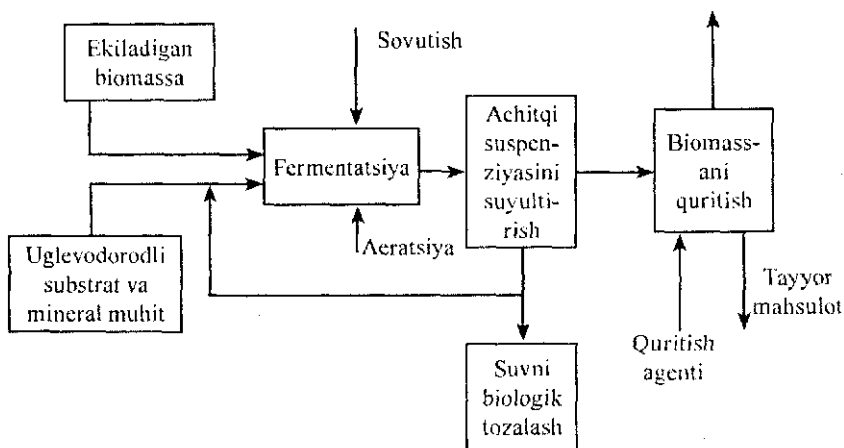 Ekiladigan
biomassa
Sovutish
Fermentatsiya
Aeratsiya
Uglevodorodli
substrat va
mineral muhit
Achitqi
suspen-
ziyasini
suyulti-
rish
Suvni
biologik
tozalash
Biomass-
ani
quritish
Quritish
agenti
Tayyor
mahsulot